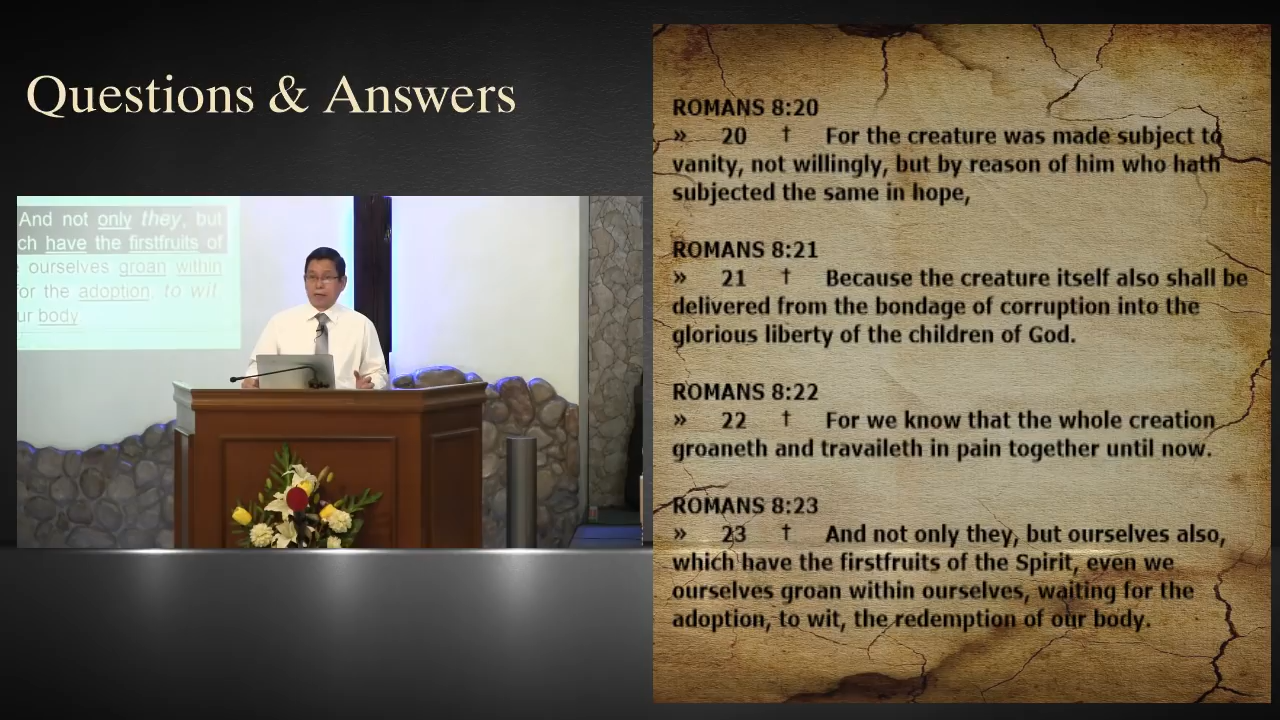 Questions & Answers
And not only they, but
ch have the firstfruits of
ourselves groan within
for the adoption, to wit,
ur body.
ROMANS 8:20
» 20 † For the creature was made subject to
vanity, not willingly, but by reason of him who hath
subjected the same in hope,
ROMANS 8:21
» 21 † Because the creature itself also shall be
delivered from the bondage of corruption into the
glorious liberty of the children of God.
ROMANS 8:22
» 22 † For we know that the whole creation
groaneth and travaileth in pain together until now.
ROMANS 8:23
» 23 † And not only they, but ourselves also,
which have the firstfruits of the Spirit, even we
ourselves groan within ourselves, waiting for the
adoption, to wit, the redemption of our body.